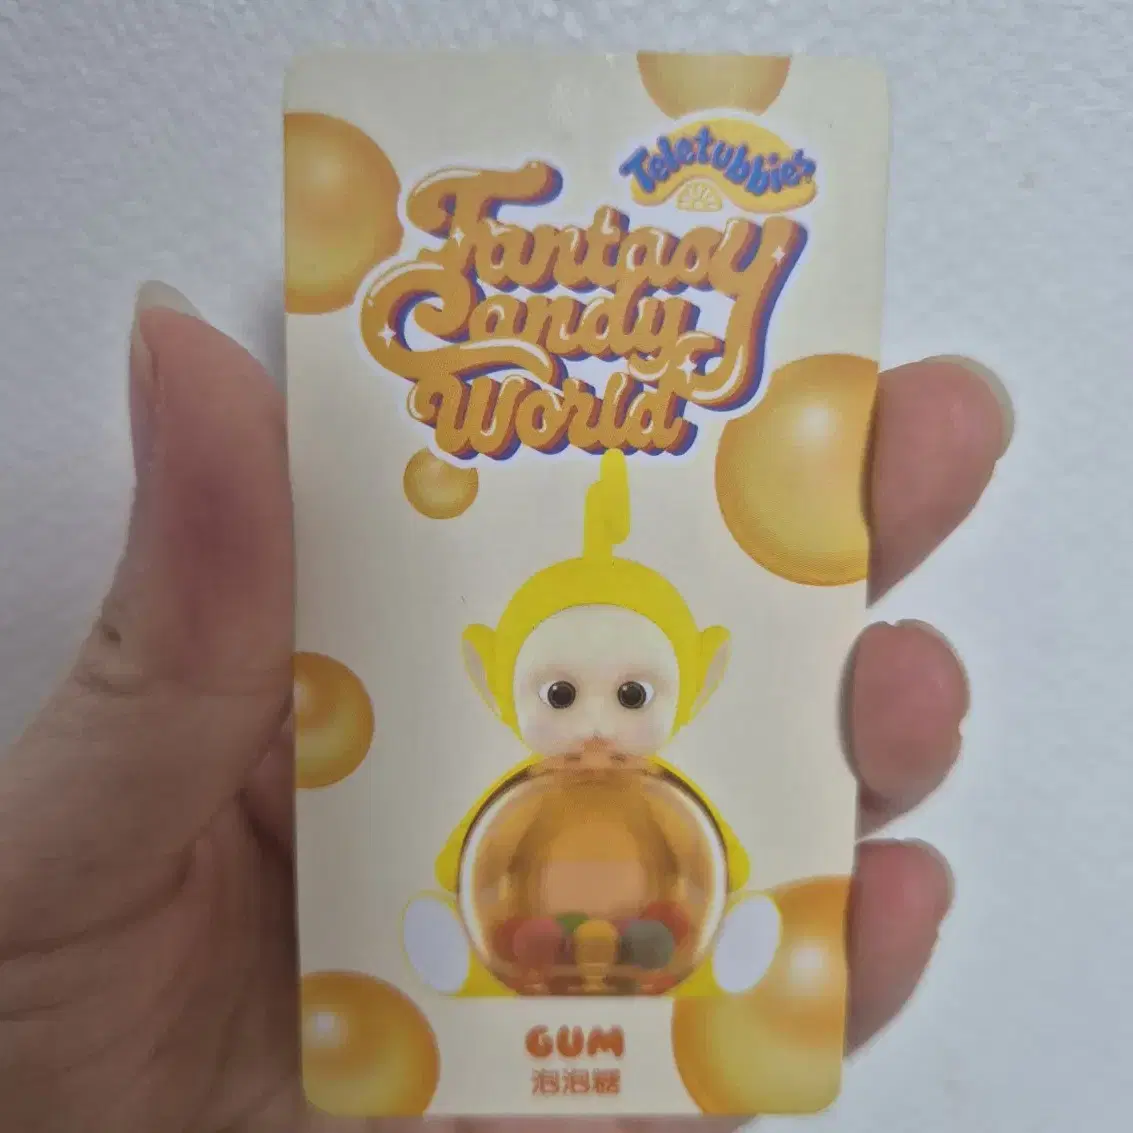 Teletubbies
Fantasy
Candy
World
GUM
泡泡糖